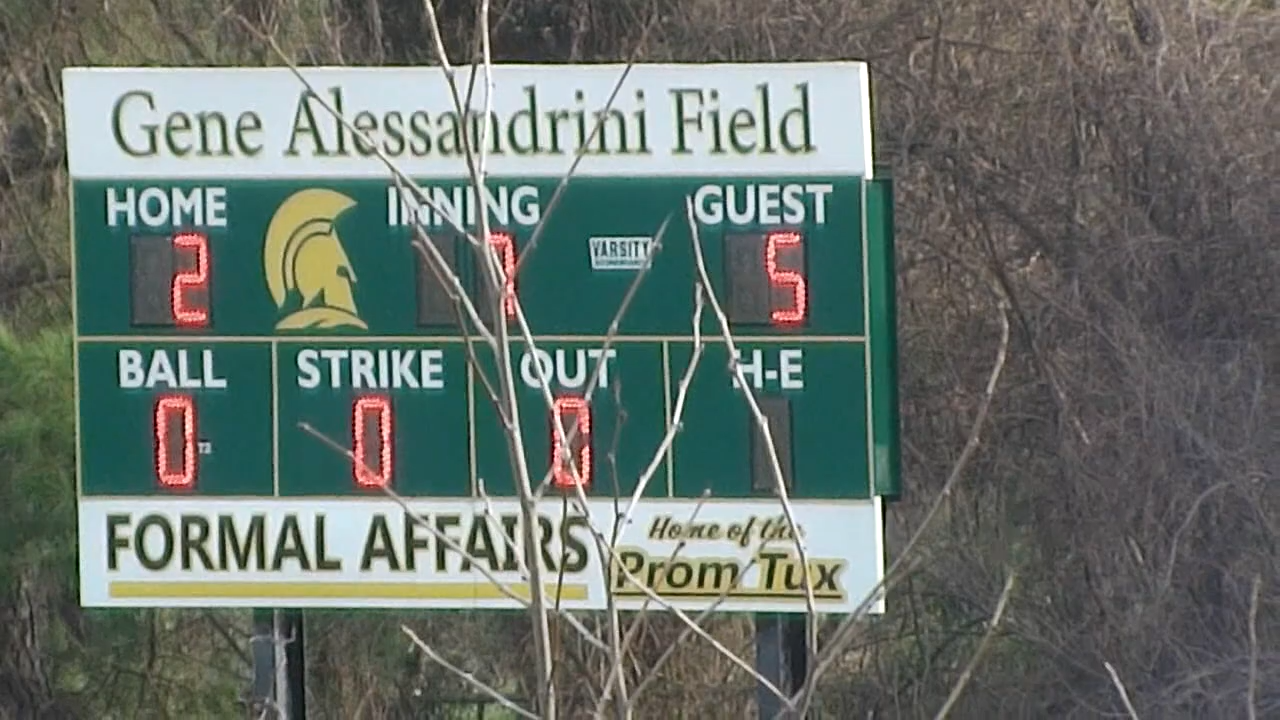 Gene Alessandrini Field
HOME INNING GUEST
VARSITY
2 5
BALL STRIKE OUT H-E
0 0 0
FORMAL AFFAIRS
Home of the
Prom Tux